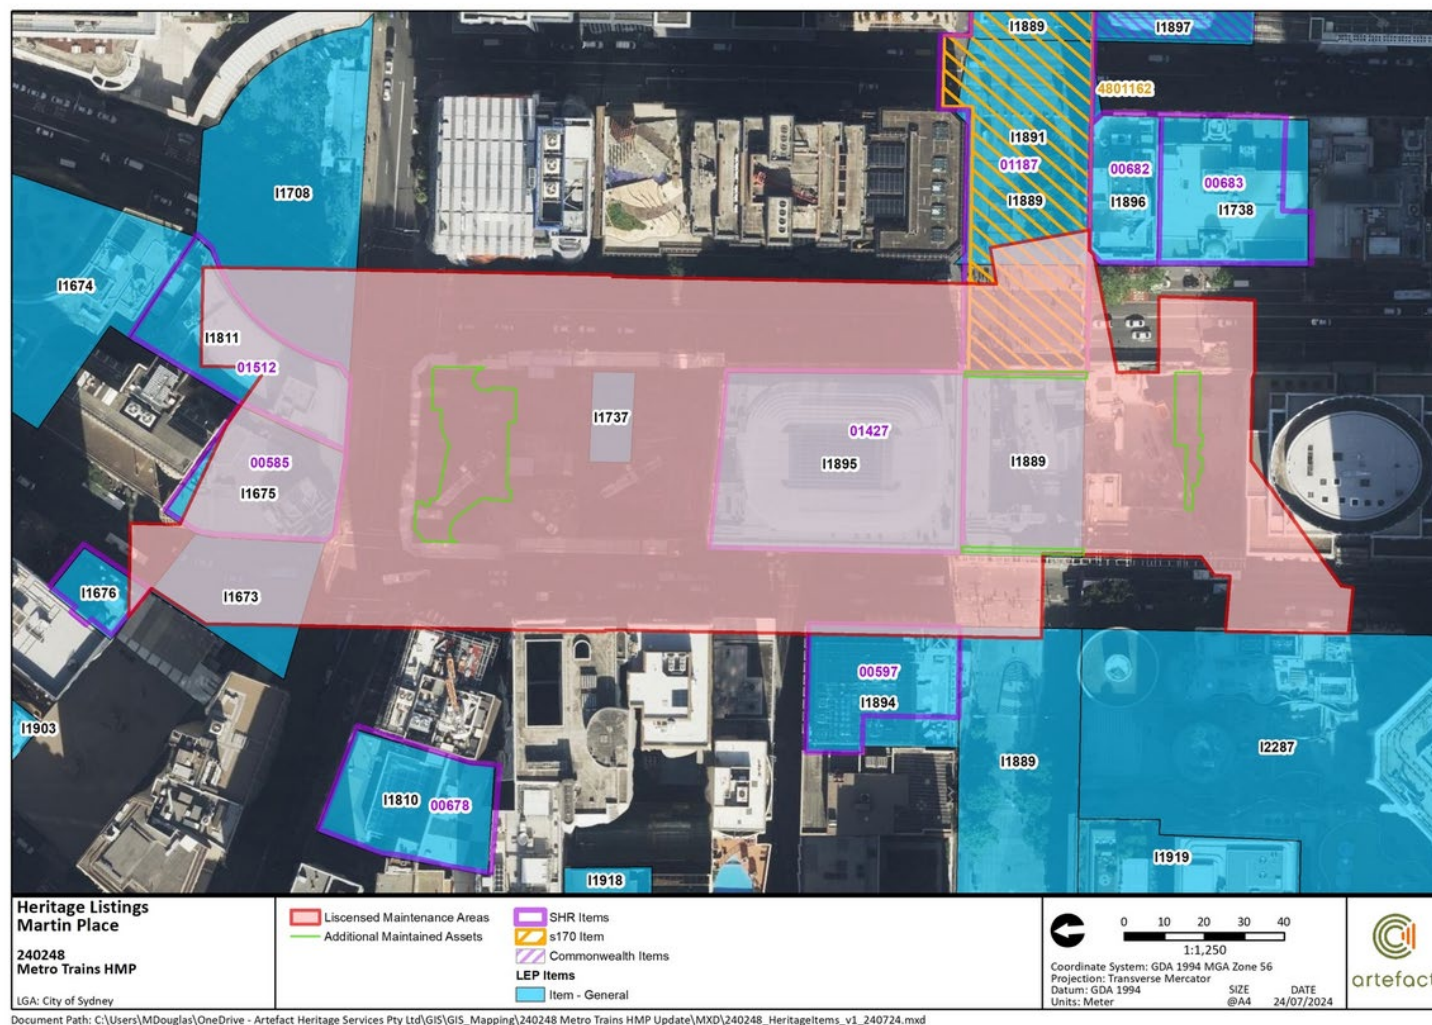 I1889
I1897
4801162
I1891
01187
00682
00683
I1708
I1889
I1896
I1738
I1674
I1811
01512
I1737
01427
00585
I1895
I1889
I1675
I1676
I1673
00597
I1894
I1903
I1889
I2287
I1810
00678
I1919
I1918
Heritage Listings
Martin Place
240248
Metro Trains HMP
LGA: City of Sydney
Liscensed Maintenance Areas
Additional Maintained Assets
SHR Items
s170 Item
Commonwealth Items
LEP Items
Item - General
0 10 20 30 40
1:1,250
Coordinate System: GDA 1994 MGA Zone 56
Projection: Transverse Mercator
Datum: GDA 1994
Units: Meter
SIZE
@A4
DATE
24/07/2024
artefact
Document Path: C:\Users\MDouglas\OneDrive - Artefact Heritage Services Pty Ltd\GIS\GIS_Mapping\240248 Metro Trains HMP Update\MXD\240248_HeritageItems_v1_240724.mxd